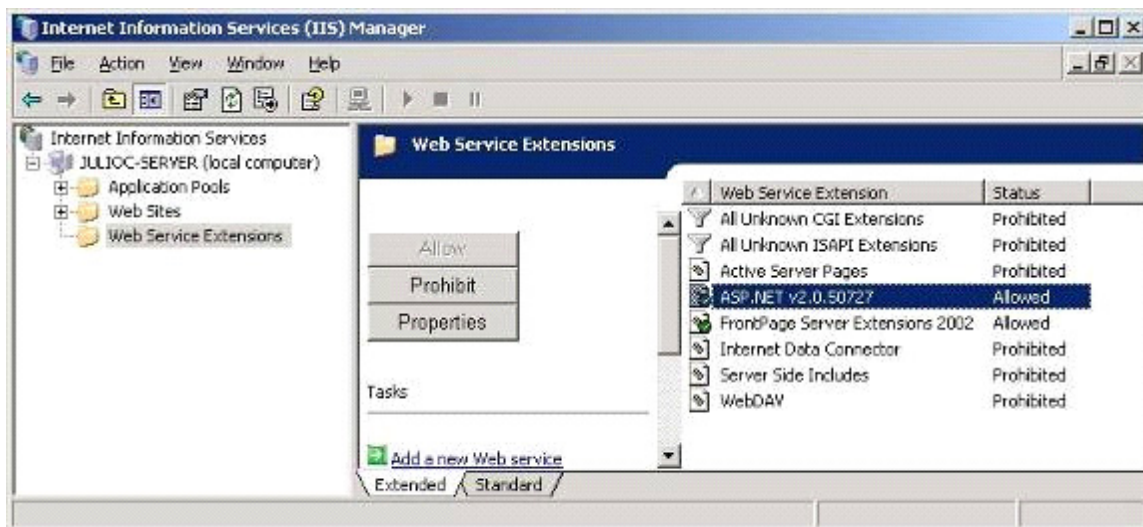 Internet Information Services (IIS) Manager
File Action View Window Help
Internet Information Services
JULIOC-SERVER (local computer)
Application Pools
Web Sites
Web Service Extensions
Web Service Extensions
Allow
Prohibit
Properties
Tasks
Add a new Web service
Web Service Extension Status
All Unknown CGI Extensions Prohibited
All Unknown ISAPI Extensions Prohibited
Active Server Pages Prohibited
ASP.NET v2.0.50727 Allowed
FrontPage Server Extensions 2002 Allowed
Internet Data Connector Prohibited
Server Side Includes Prohibited
WebDAV Prohibited
Extended Standard